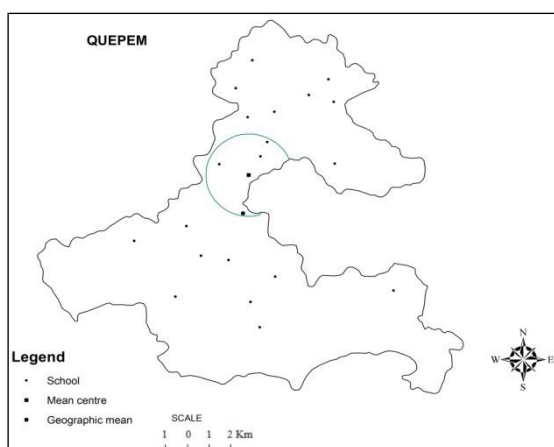 QUEPEM
N
W E
S
Legend
School
Mean centre
Geographic mean
SCALE
1 0 1 2 Km